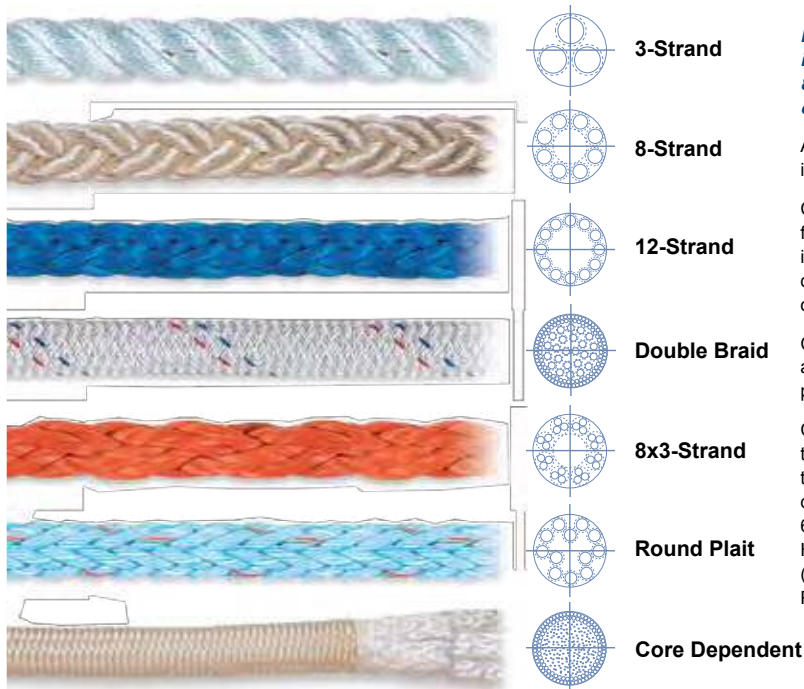 3-Strand
8-Strand
12-Strand
Double Braid
8x3-Strand
Round Plait
Core Dependent